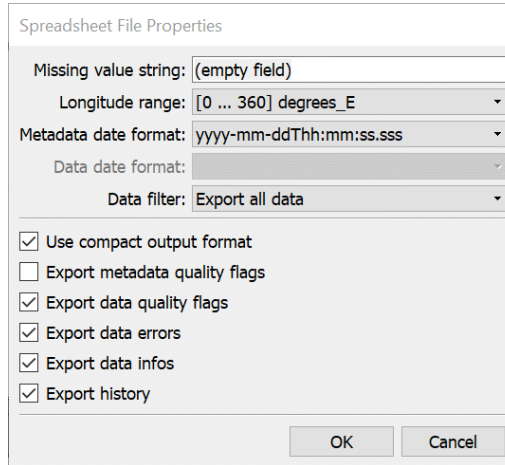 Spreadsheet File Properties
Missing value string: (empty field)
Longitude range: [0 ... 360] degrees_E
Metadata date format: yyyy-mm-ddThh:mm:ss.sss
Data date format:
Data filter: Export all data
Use compact output format
Export metadata quality flags
Export data quality flags
Export data errors
Export data infos
Export history
OK Cancel